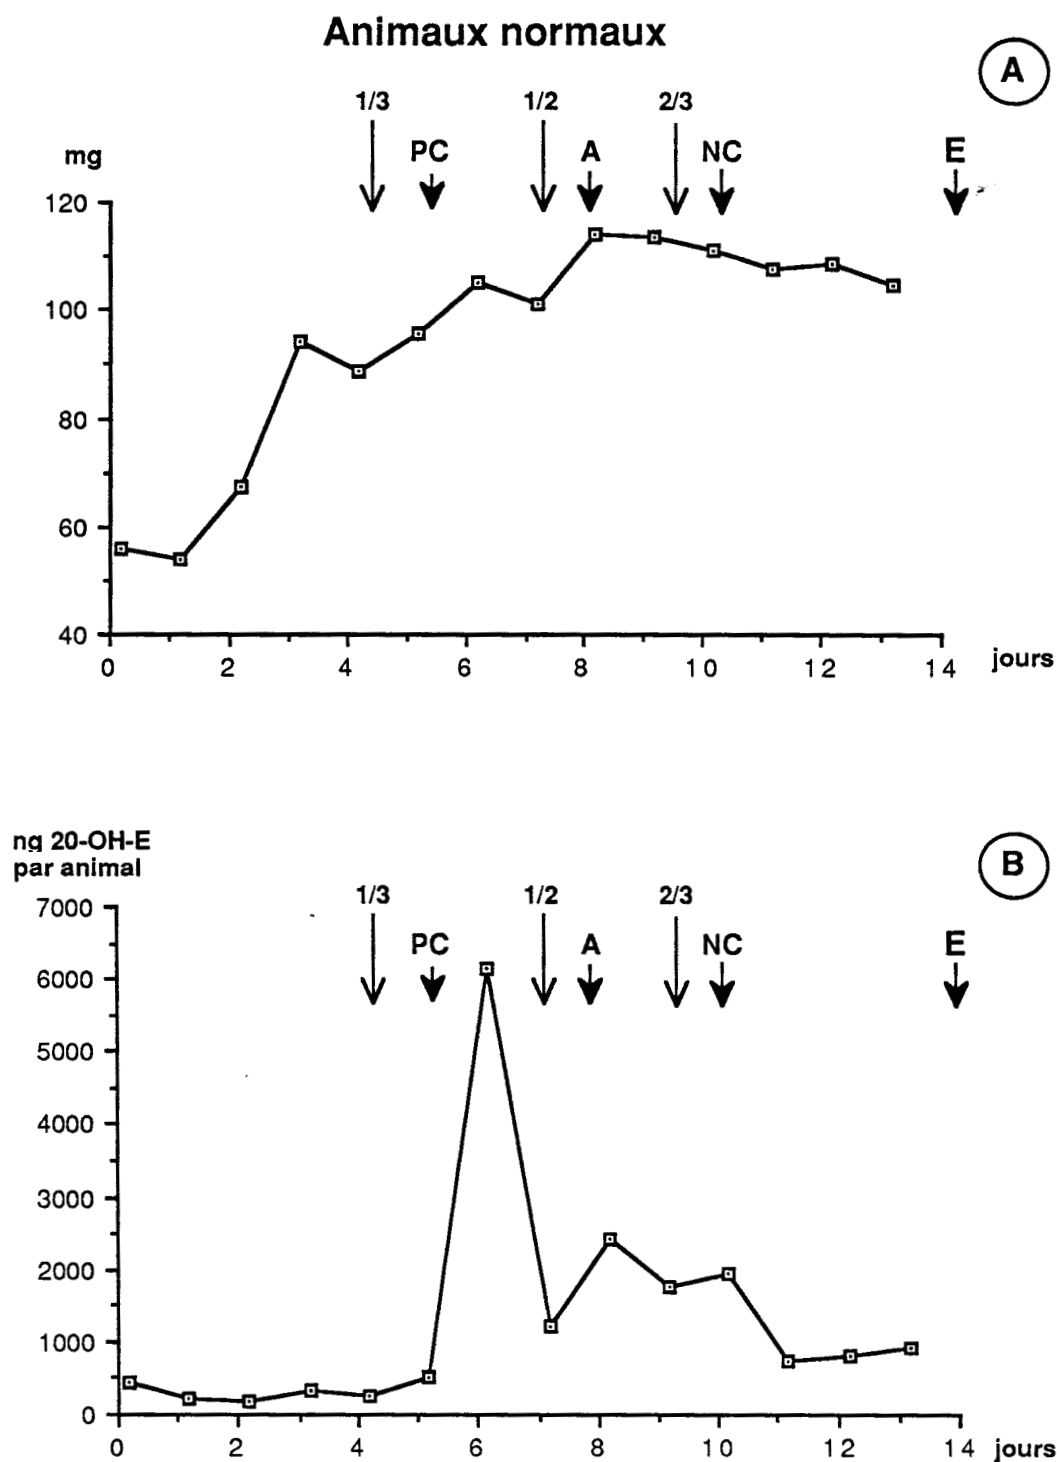 Animaux normaux
A
1/3 1/2 2/3
mg PC A NC E
120
100
80
60
40
0 2 4 6 8 10 12 14 jours
ng 20-OH-E
par animal
B
1/3 1/2 2/3
7000
PC A NC E
6000
5000
4000
3000
2000
1000
0
0 2 4 6 8 10 12 14 jours